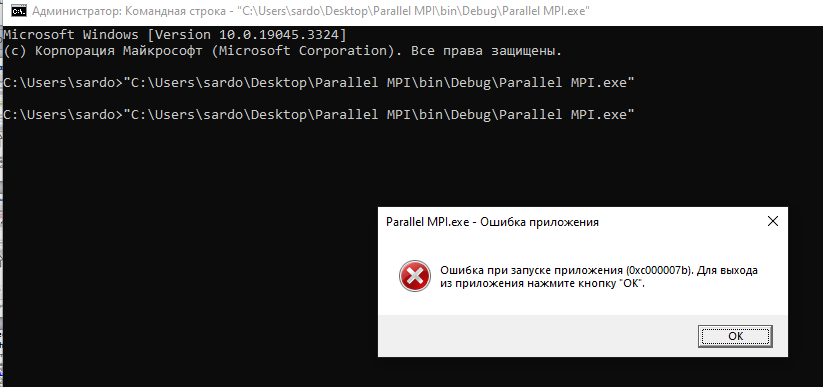 Администратор: Командная строка - "C:\Users\sardo\Desktop\Parallel MPI\bin\Debug\Parallel MPI.exe"
Microsoft Windows [Version 10.0.19045.3324]
(c) Корпорация Майкрософт (Microsoft Corporation). Все права защищены.
C:\Users\sardo>"C:\Users\sardo\Desktop\Parallel MPI\bin\Debug\Parallel MPI.exe"
C:\Users\sardo>"C:\Users\sardo\Desktop\Parallel MPI\bin\Debug\Parallel MPI.exe"
Parallel MPI.exe - Ошибка приложения
Ошибка при запуске приложения (0xc000007b). Для выхода
из приложения нажмите кнопку "ОК".
ОК